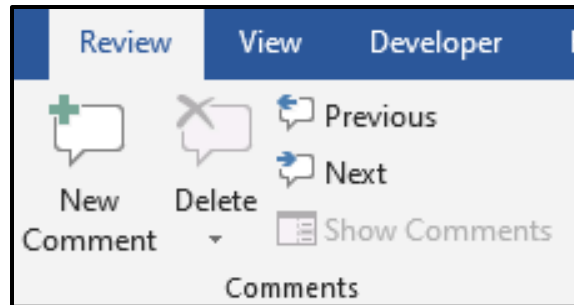 Review View Developer
New Comment
Delete
Previous
Next
Show Comments
Comments